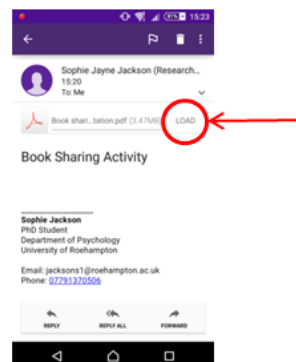 81% 15:23
Sophie Jayne Jackson (Research...
15:20
To: Me
Book shari...tation.pdf (3.47MB) LOAD
Book Sharing Activity
Sophie Jackson
PhD Student
Department of Psychology
University of Roehampton
Email: jacksons1@roehampton.ac.uk
Phone: 07791370506
REPLY REPLY ALL FORWARD